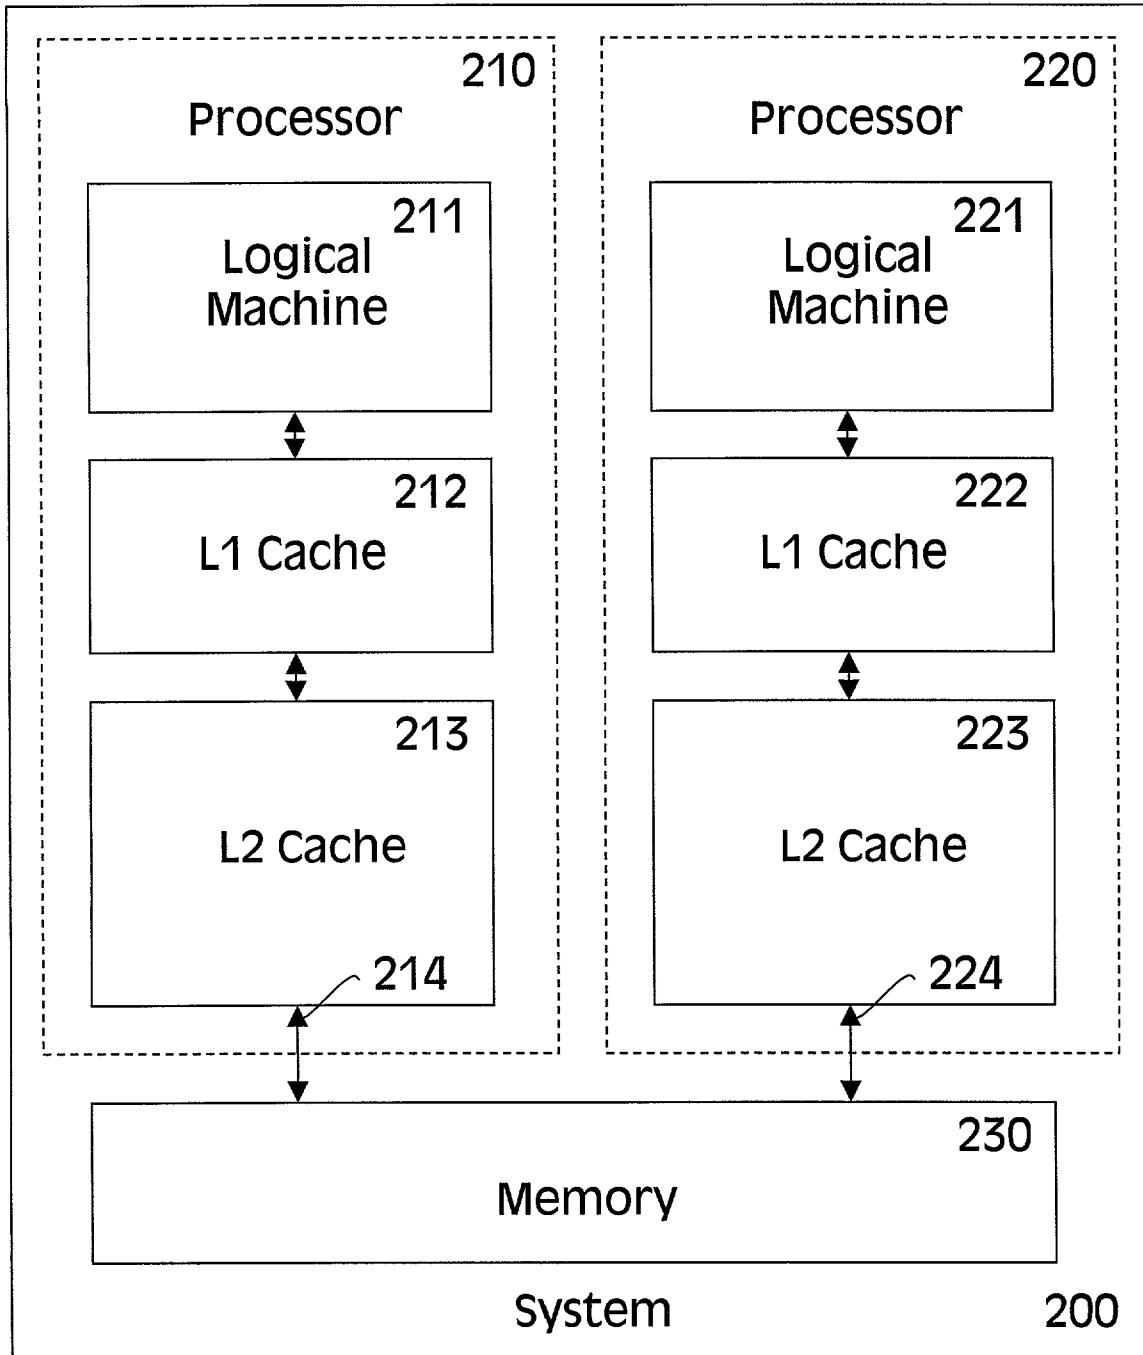 210
Processor
211
Logical
Machine
212
L1 Cache
213
L2 Cache
214
220
Processor
221
Logical
Machine
222
L1 Cache
223
L2 Cache
224
230
Memory
System
200